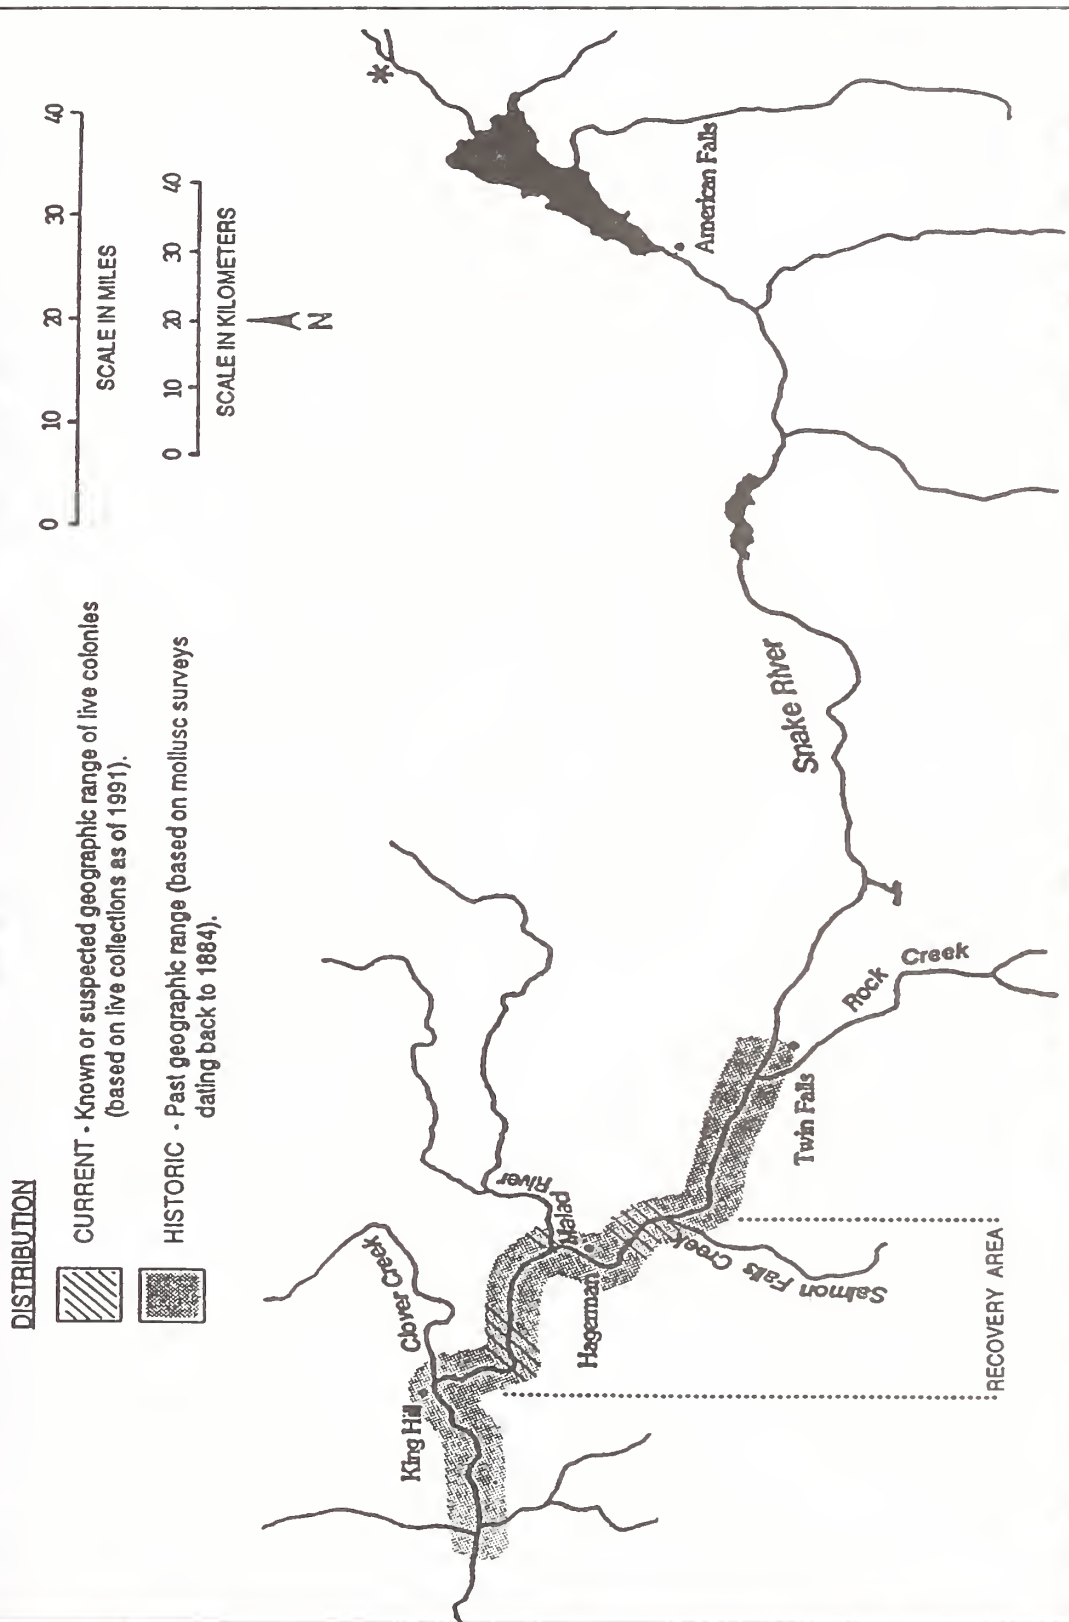 DISTRIBUTION
CURRENT - Known or suspected geographic range of live colonies
(based on live collections as of 1991).
HISTORIC - Past geographic range (based on mollusc surveys
dating back to 1884).
0 10 20 30 40
SCALE IN MILES
0 10 20 30 40
SCALE IN KILOMETERS
N
*
King Hill
Clover Creek
Malad
River
Hagerman
Salmon Falls Creek
Twin Falls
Rock Creek
Snake River
American Falls
RECOVERY AREA